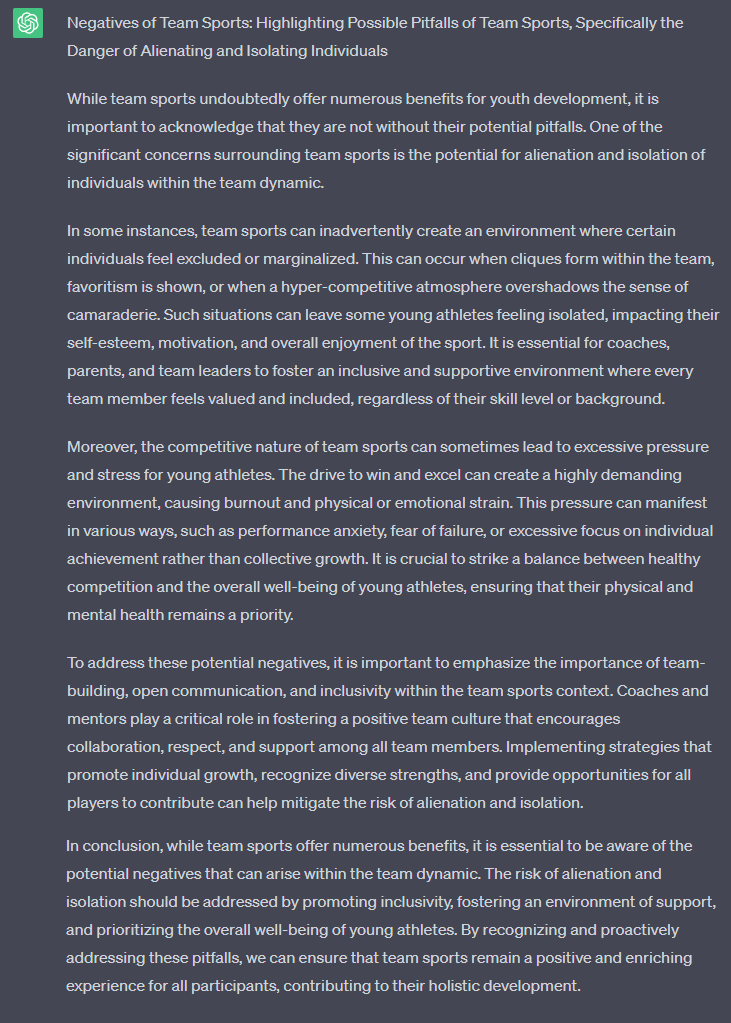 Negatives of Team Sports: Highlighting Possible Pitfalls of Team Sports, Specifically the
Danger of Alienating and Isolating Individuals
While team sports undoubtedly offer numerous benefits for youth development, it is
important to acknowledge that they are not without their potential pitfalls. One of the
significant concerns surrounding team sports is the potential for alienation and isolation of
individuals within the team dynamic.
In some instances, team sports can inadvertently create an environment where certain
individuals feel excluded or marginalized. This can occur when cliques form within the team,
favoritism is shown, or when a hyper-competitive atmosphere overshadows the sense of
camaraderie. Such situations can leave some young athletes feeling isolated, impacting their
self-esteem, motivation, and overall enjoyment of the sport. It is essential for coaches,
parents, and team leaders to foster an inclusive and supportive environment where every
team member feels valued and included, regardless of their skill level or background.
Moreover, the competitive nature of team sports can sometimes lead to excessive pressure
and stress for young athletes. The drive to win and excel can create a highly demanding
environment, causing burnout and physical or emotional strain. This pressure can manifest
in various ways, such as performance anxiety, fear of failure, or excessive focus on individual
achievement rather than collective growth. It is crucial to strike a balance between healthy
competition and the overall well-being of young athletes, ensuring that their physical and
mental health remains a priority.
To address these potential negatives, it is important to emphasize the importance of team-
building, open communication, and inclusivity within the team sports context. Coaches and
mentors play a critical role in fostering a positive team culture that encourages
collaboration, respect, and support among all team members. Implementing strategies that
promote individual growth, recognize diverse strengths, and provide opportunities for all
players to contribute can help mitigate the risk of alienation and isolation.
In conclusion, while team sports offer numerous benefits, it is essential to be aware of the
potential negatives that can arise within the team dynamic. The risk of alienation and
isolation should be addressed by promoting inclusivity, fostering an environment of support,
and prioritizing the overall well-being of young athletes. By recognizing and proactively
addressing these pitfalls, we can ensure that team sports remain a positive and enriching
experience for all participants, contributing to their holistic development.